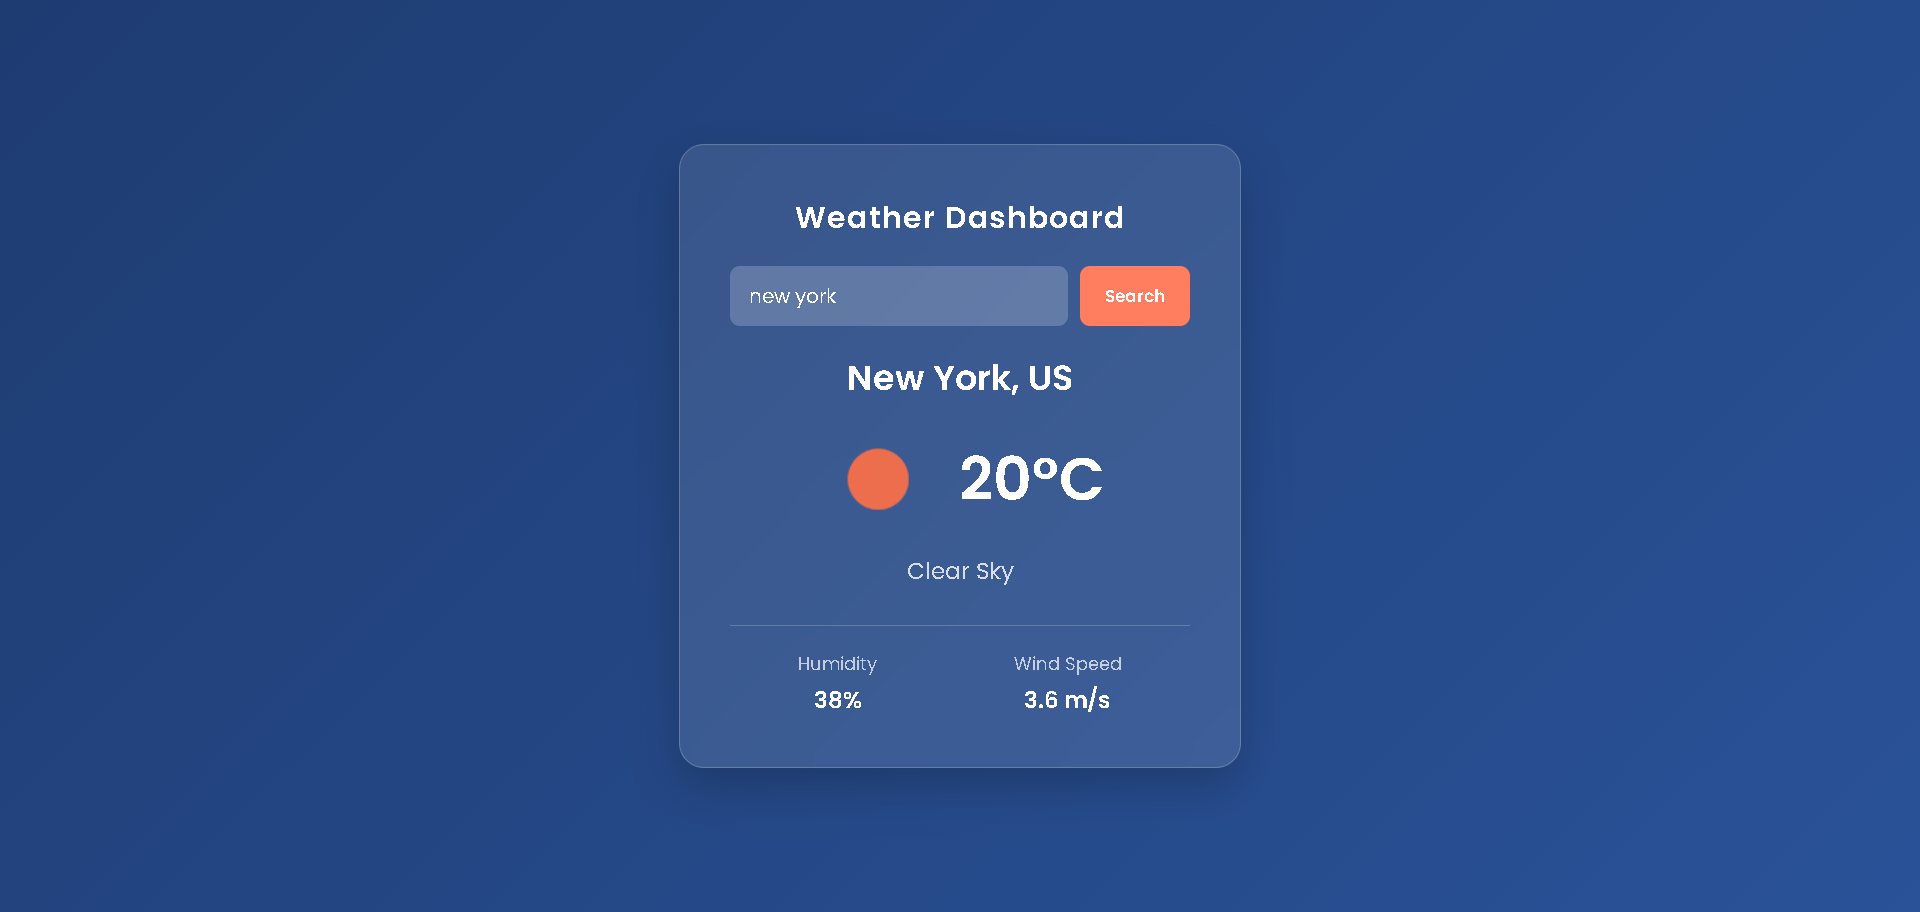 Weather Dashboard
new york
Search
New York, US
20°C
Clear Sky
Humidity
Wind Speed
38%
3.6 m/s